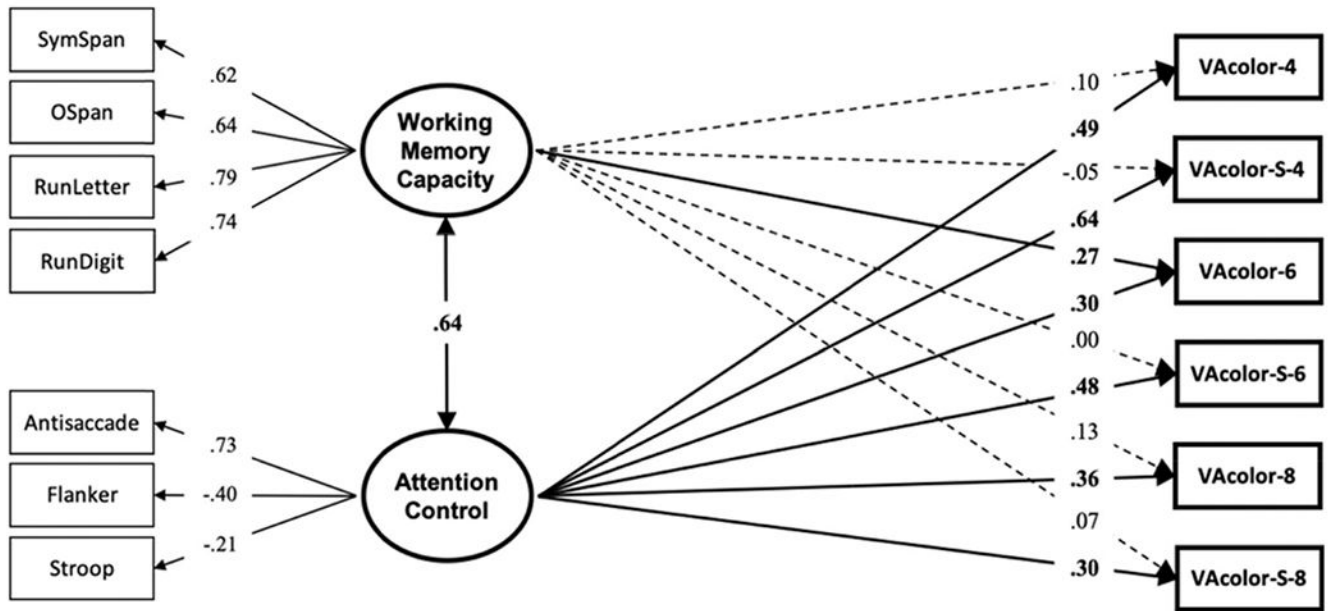 SymSpan
OSpan
RunLetter
RunDigit
.62
.64
.79
.74
Working
Memory
Capacity
.64
Antisaccade
Flanker
Stroop
.73
-.40
-.21
Attention
Control
.10
.49
-.05
.64
.27
.30
.00
.48
.13
.36
.07
.30
VAcolor-4
VAcolor-S-4
VAcolor-6
VAcolor-S-6
VAcolor-8
VAcolor-S-8